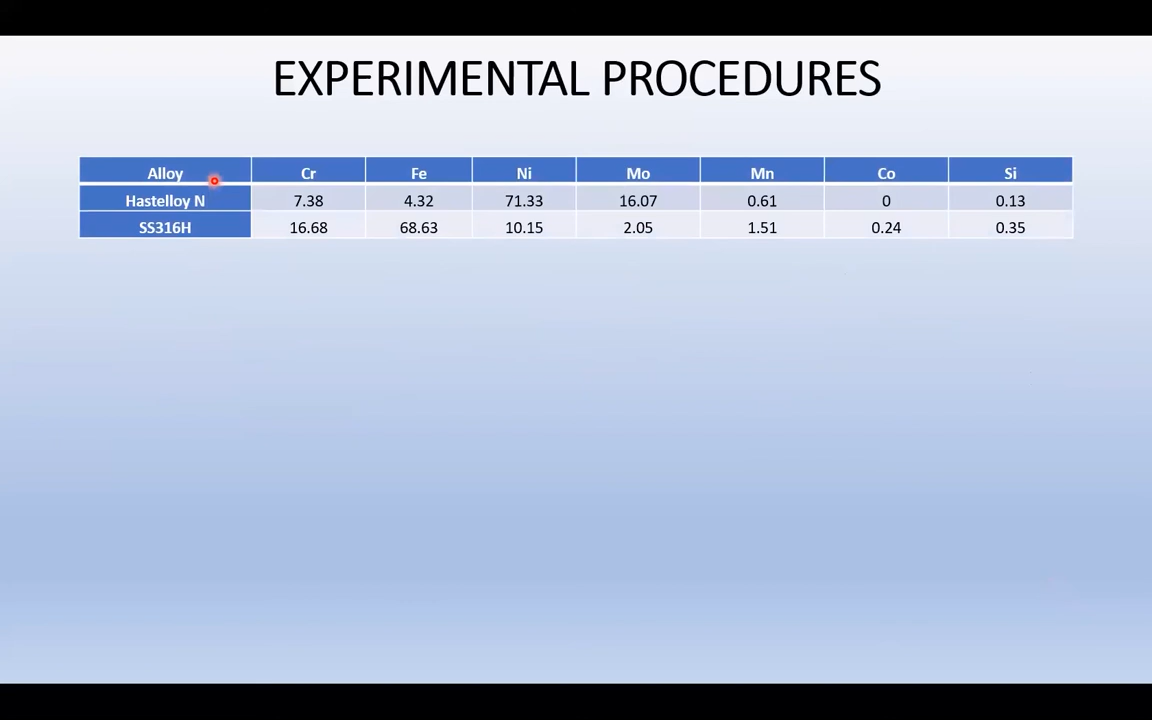 EXPERIMENTAL PROCEDURES
Alloy Cr Fe Ni Mo Mn Co Si
Hastelloy N 7.38 4.32 71.33 16.07 0.61 0 0.13
SS316H 16.68 68.63 10.15 2.05 1.51 0.24 0.35